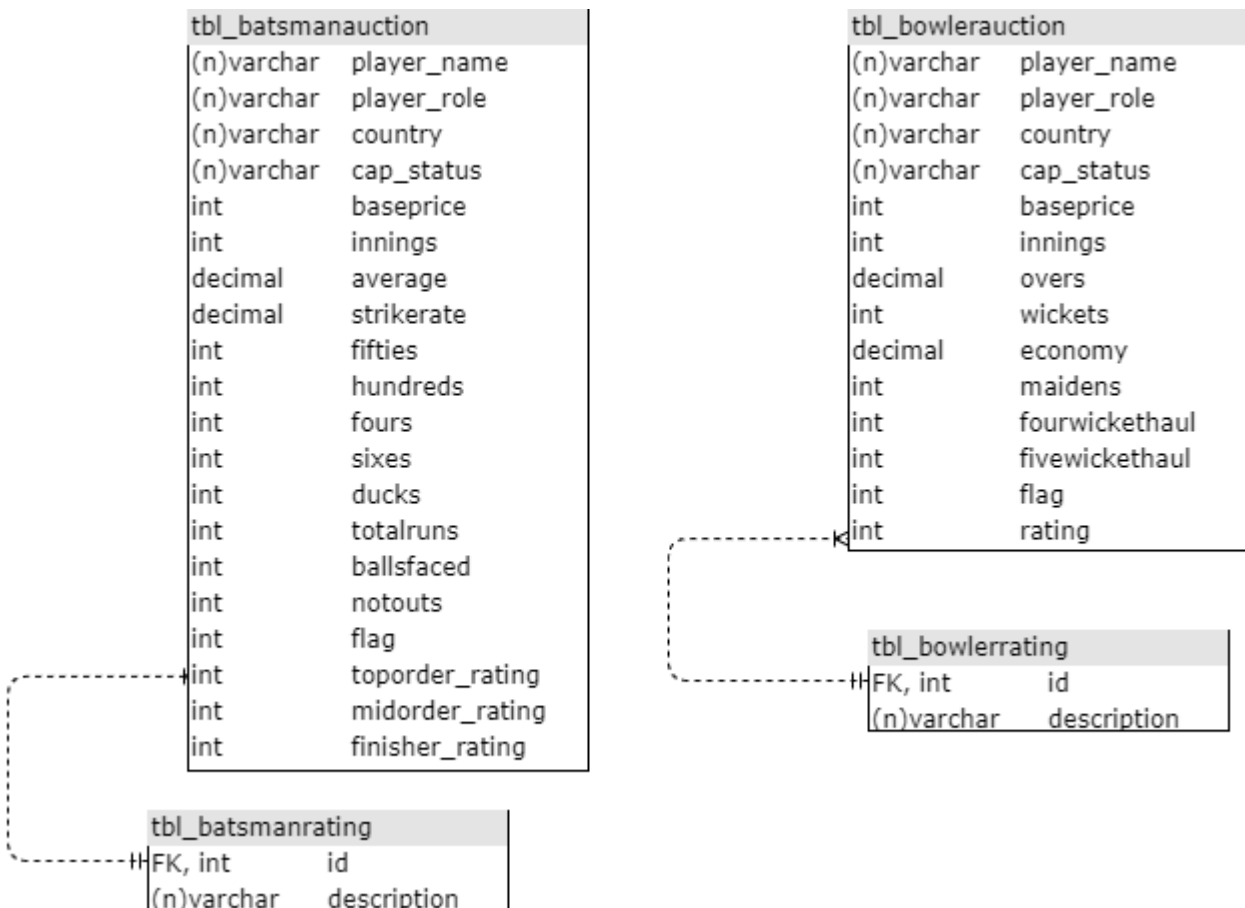 tbl_batsmanauction
(n)varchar player_name
(n)varchar player_role
(n)varchar country
(n)varchar cap_status
int baseprice
int innings
decimal average
decimal strikerate
int fifties
int hundreds
int fours
int sixes
int ducks
int totalruns
int ballsfaced
int notouts
int flag
int toporder_rating
int midorder_rating
int finisher_rating
tbl_batsmanrating
FK, int id
(n)varchar description
tbl_bowlerauction
(n)varchar player_name
(n)varchar player_role
(n)varchar country
(n)varchar cap_status
int baseprice
int innings
decimal overs
int wickets
decimal economy
int maidens
int fourwickethaul
int fivewickethaul
int flag
int rating
tbl_bowlerrating
FK, int id
(n)varchar description